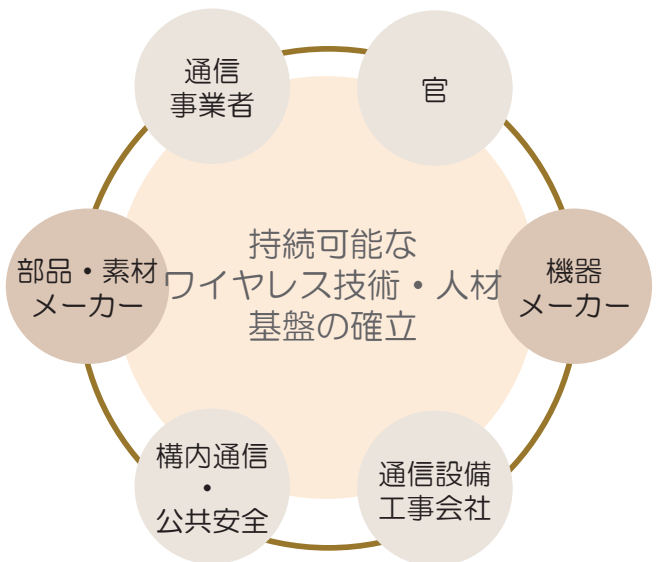 通信
事業者
官
部品・素材
メーカー
持続可能な
ワイヤレス技術・人材
基盤の確立
機器
メーカー
構内通信
・
公共安全
通信設備
工事会社